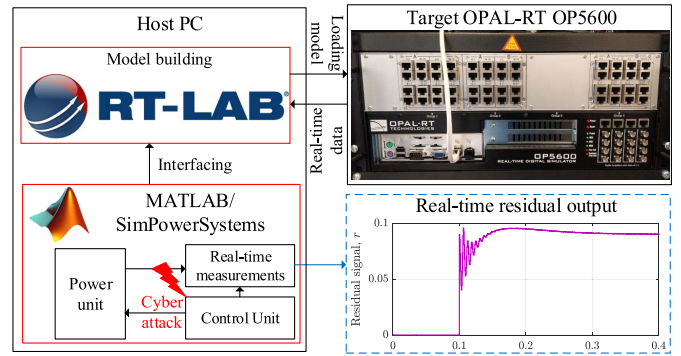 Host PC
Model building
RT-LAB
Interfacing
MATLAB/
SimPowerSystems
Power
unit
Real-time
measurements
Cyber
attack
Control Unit
Loading
model
Real-time
data
Target OPAL-RT OP5600
OPAL-RT
TECHNOLOGIES
OP5600
REAL-TIME DIGITAL SIMULATOR
Real-time residual output
Residual signal, r
0.1
0.05
0
0
0.1
0.2
0.3
0.4